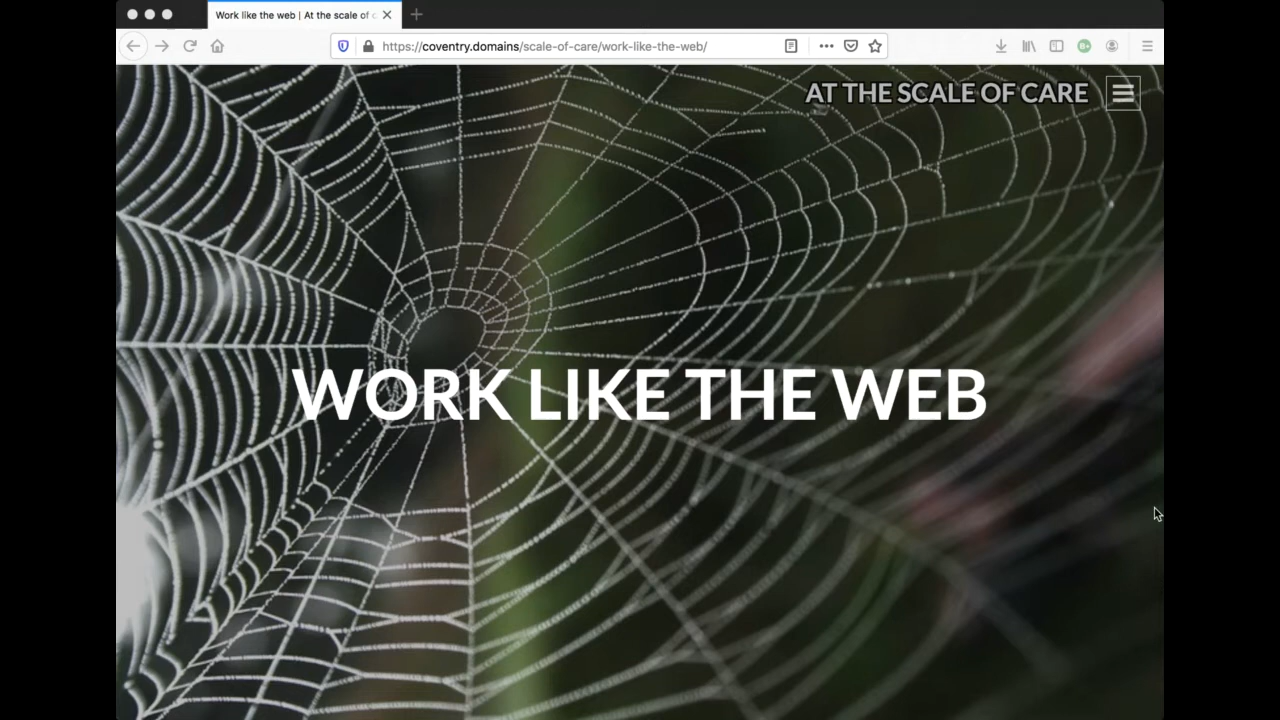 Work like the web | At the scale of c
https://coventry.domains/scale-of-care/work-like-the-web/
AT THE SCALE OF CARE
WORK LIKE THE WEB